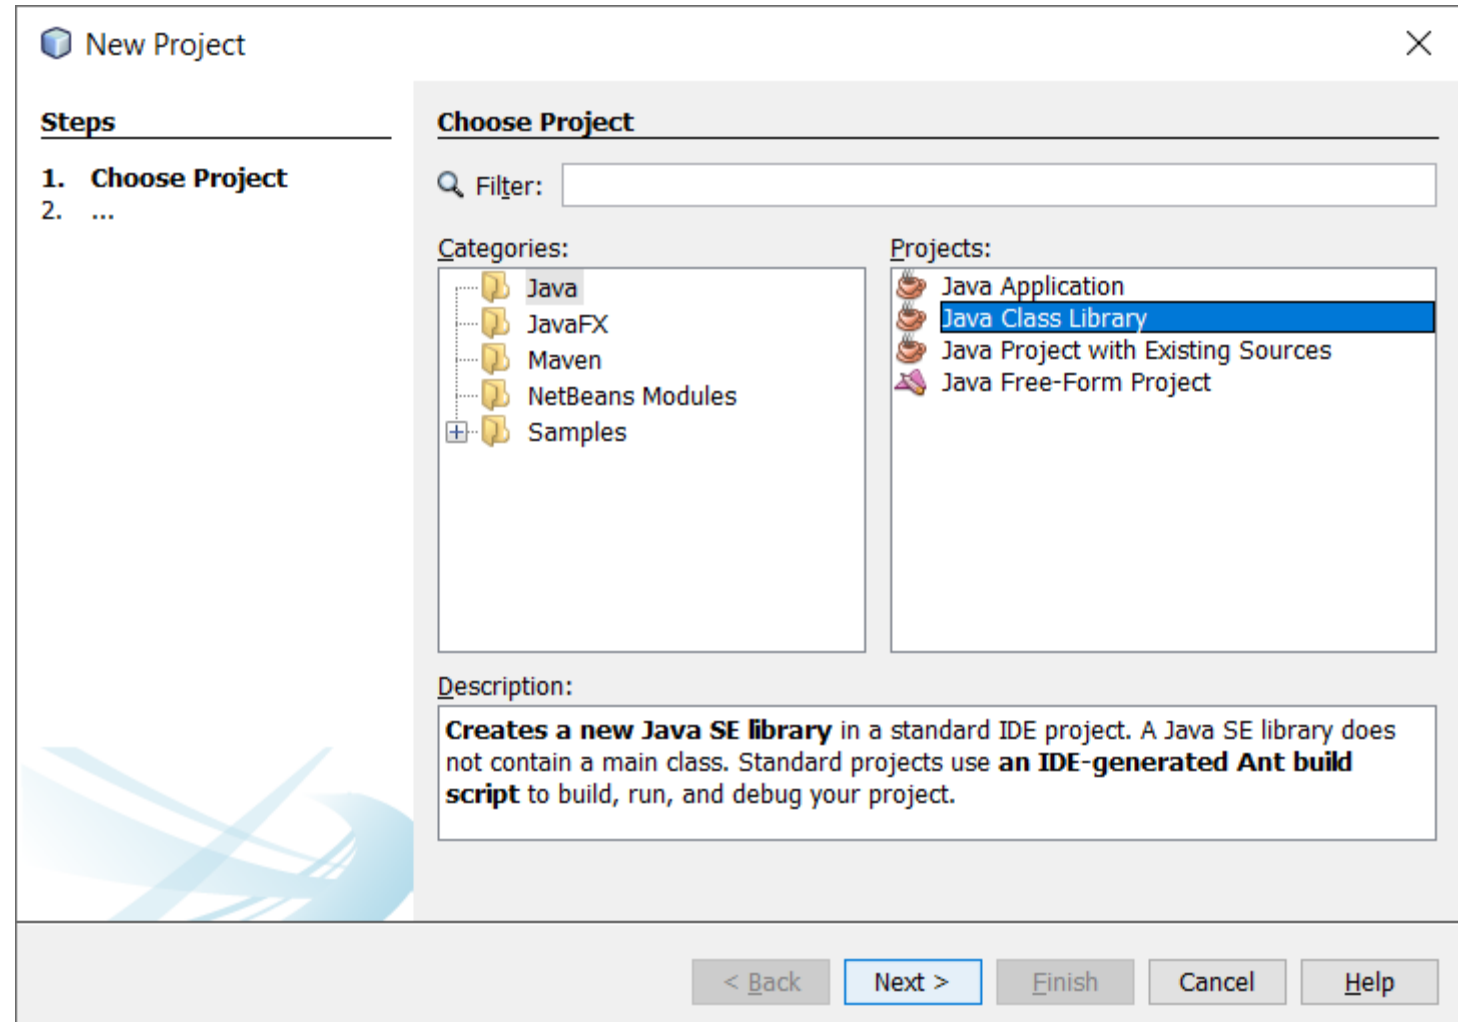 New Project
Steps
1. Choose Project
2. ...
Choose Project
Filter:
Categories:
Java
JavaFX
Maven
NetBeans Modules
Samples
Projects:
Java Application
Java Class Library
Java Project with Existing Sources
Java Free-Form Project
Description:
Creates a new Java SE library in a standard IDE project. A Java SE library does
not contain a main class. Standard projects use an IDE-generated Ant build
script to build, run, and debug your project.
< Back Next > Finish Cancel Help